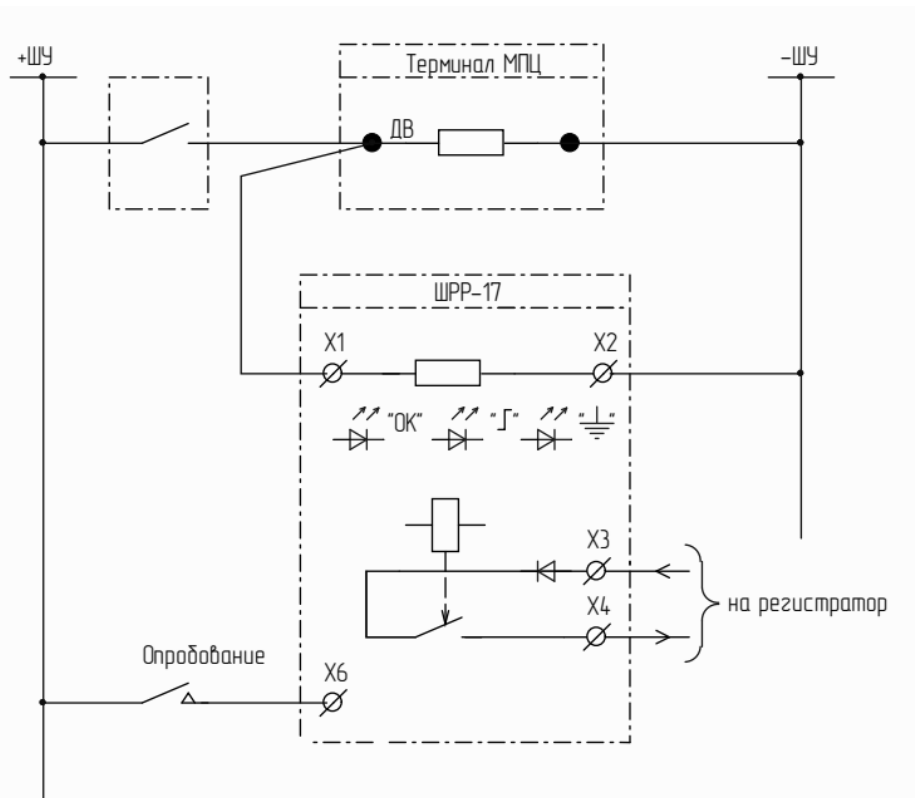 +ШУ
-ШУ
Терминал МПЦ
ДВ
ШРР-17
X1
X2
"OK"
"ʃ"
"⏚"
X3
X4
на регистратор
Опробование
X6